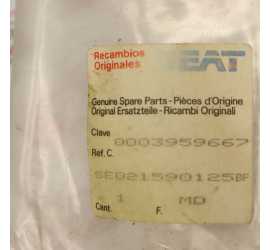 Recambios
Originales
SEAT
Genuine Spare Parts - Pièces d'Origine
Original Ersatzteile - Ricambi Originali
Clave
0003959667
Ref. C.
SE021590125BF
1 MD
Cant. F.